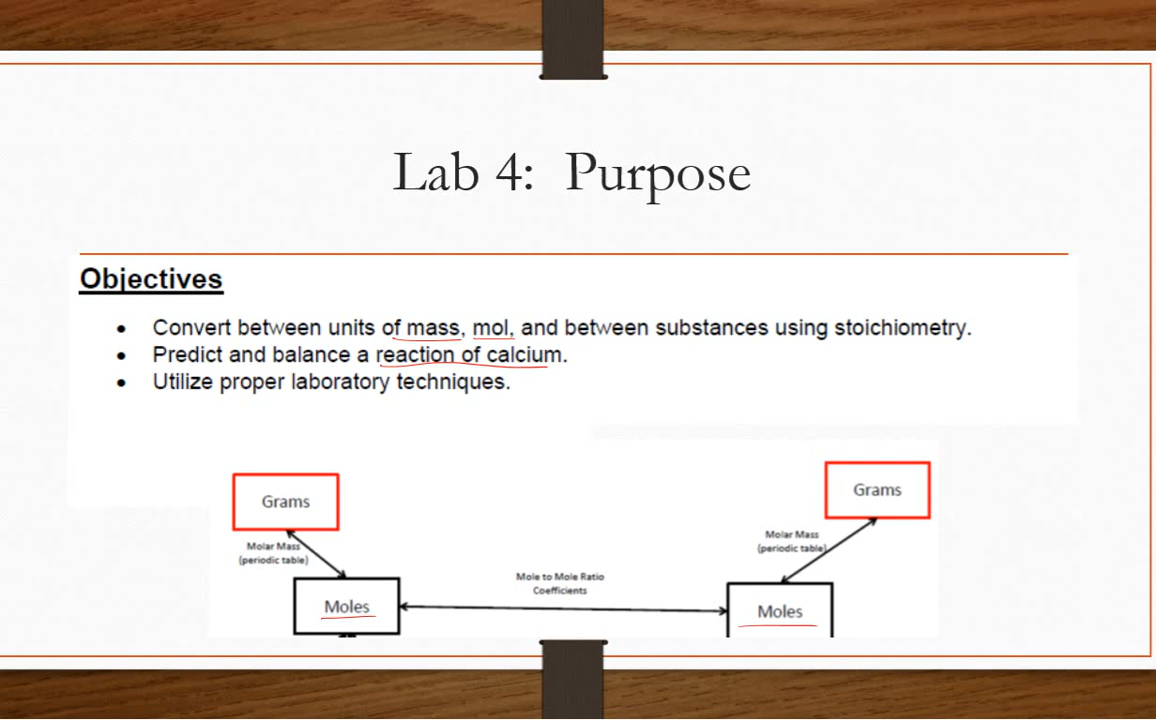 Lab 4: Purpose
Objectives
• Convert between units of mass, mol, and between substances using stoichiometry.
• Predict and balance a reaction of calcium.
• Utilize proper laboratory techniques.
Grams
Grams
Molar Mass
(periodic table)
Molar Mass
(periodic table)
Mole to Mole Ratio
Coefficients
Moles
Moles